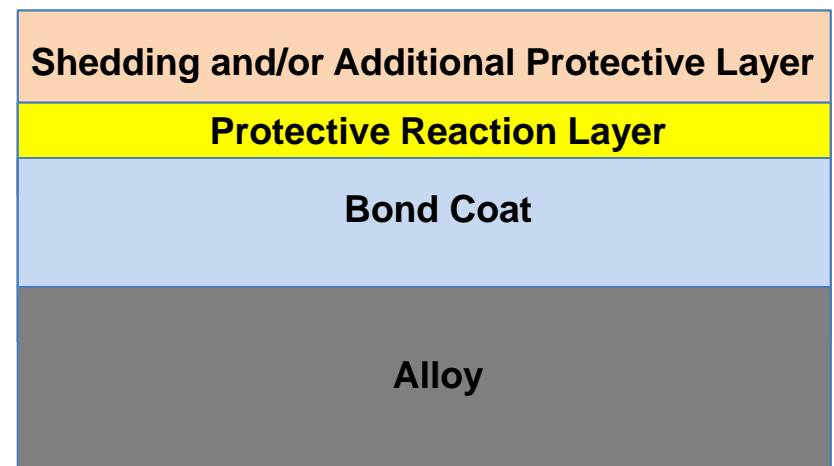 Shedding and/or Additional Protective Layer
Protective Reaction Layer
Bond Coat
Alloy